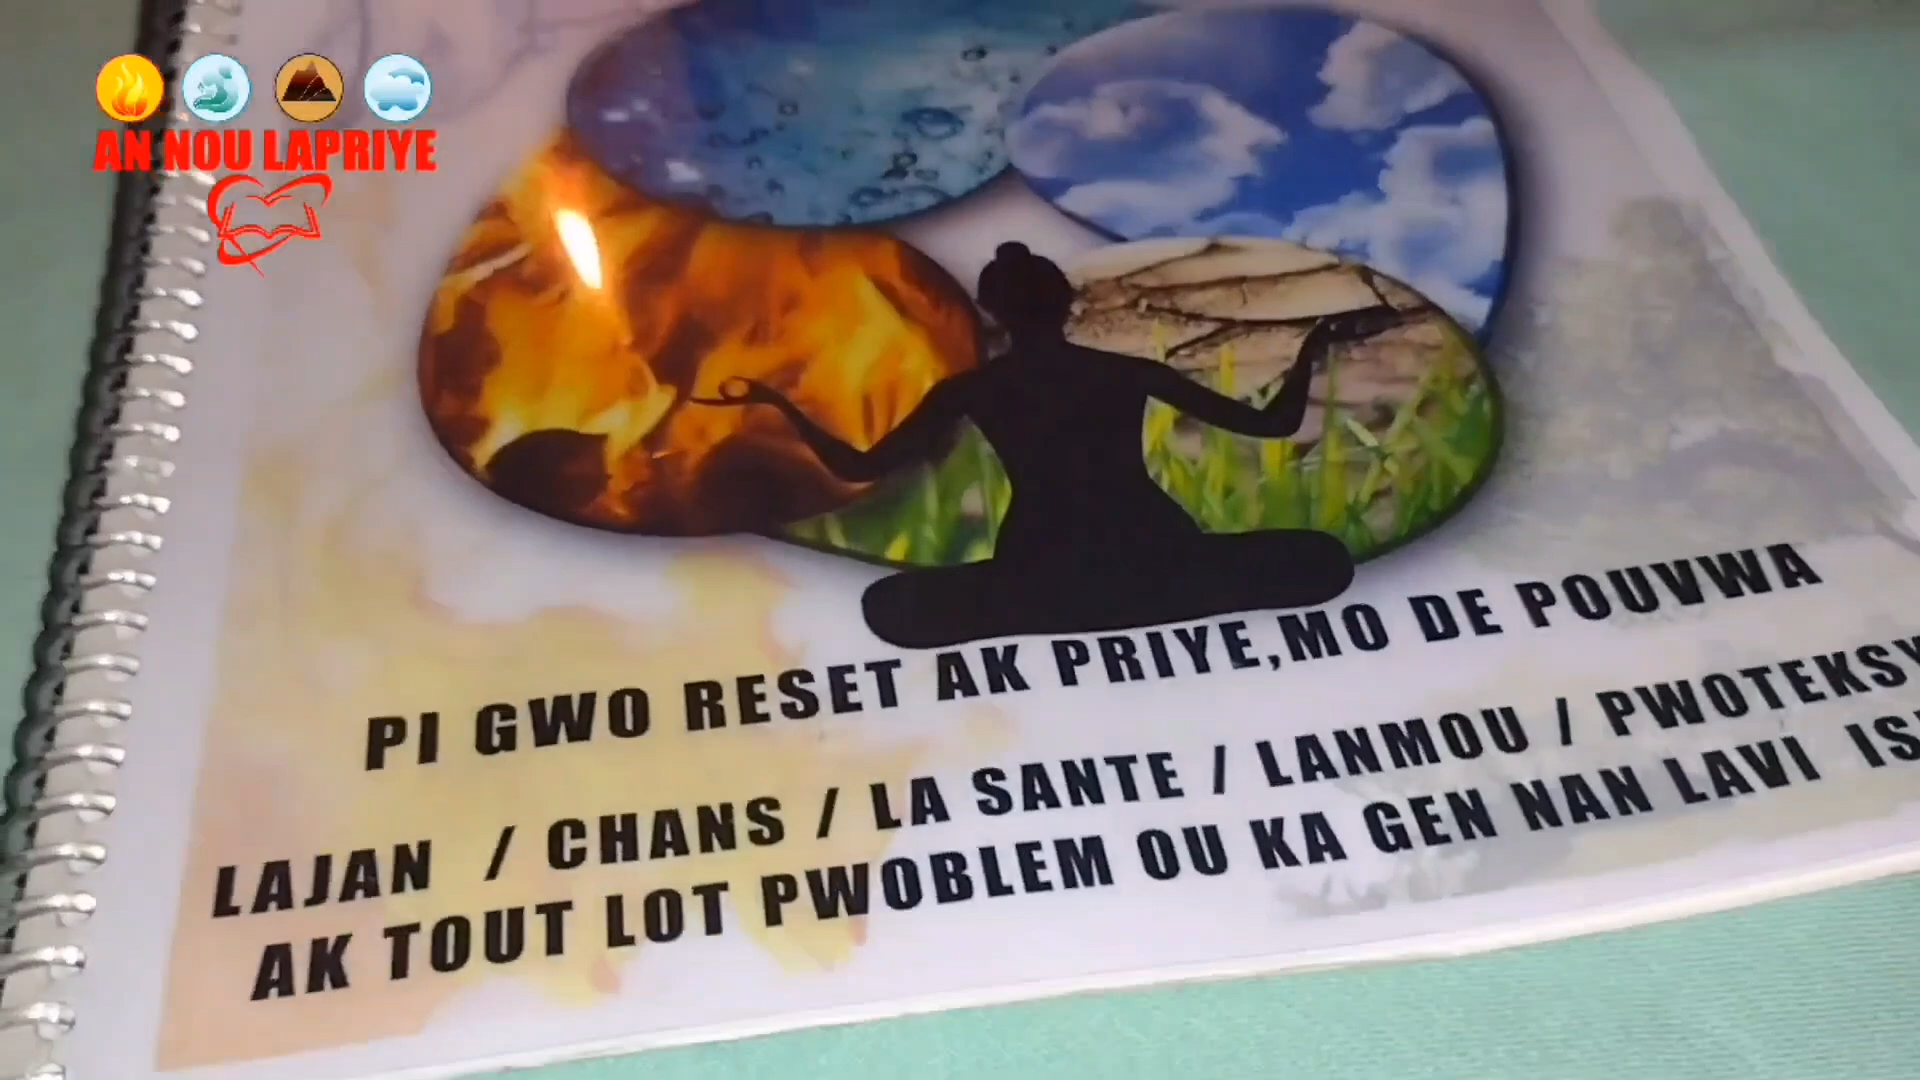 AN NOU LAPRIYE
PI GWO RESET AK PRIYE,MO DE POUVWA
LAJAN / CHANS / LA SANTE / LANMOU /
AK TOUT LOT PWOBLEM OU KA GEN NAN LAVI